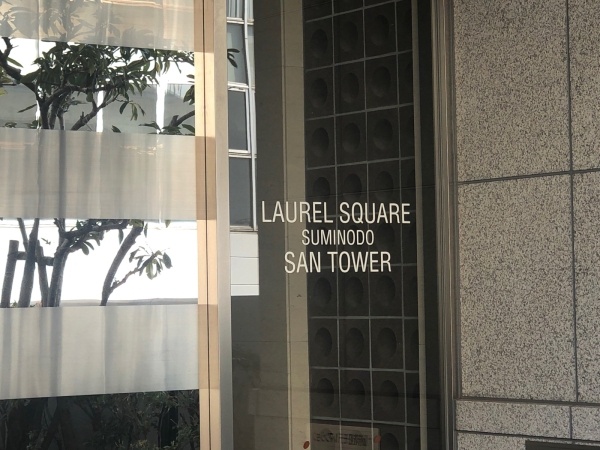 LAUREL SQUARE
SUMINODO
SAN TOWER